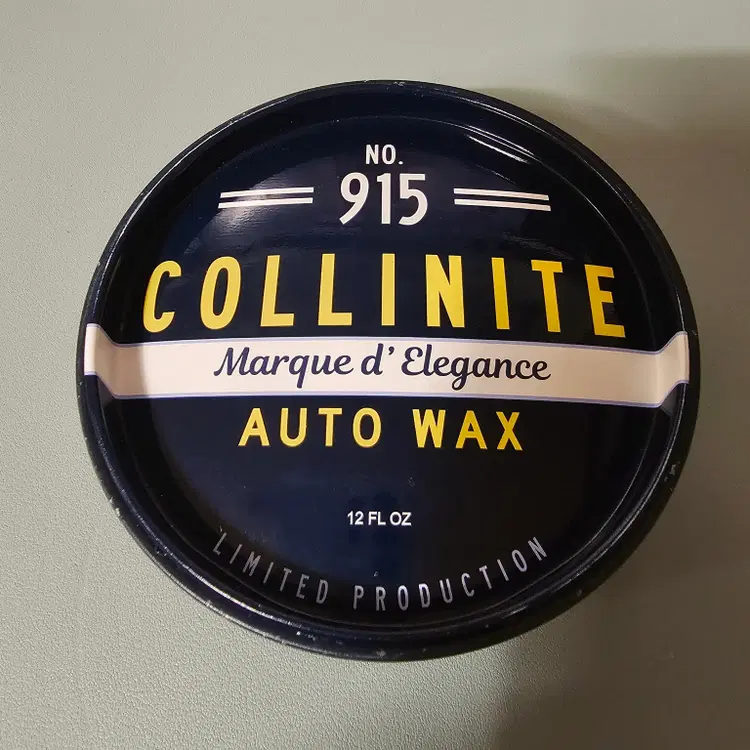 NO.
915
COLLINITE
Marque d' Elegance
AUTO WAX
12 FL OZ
LIMITED PRODUCTION